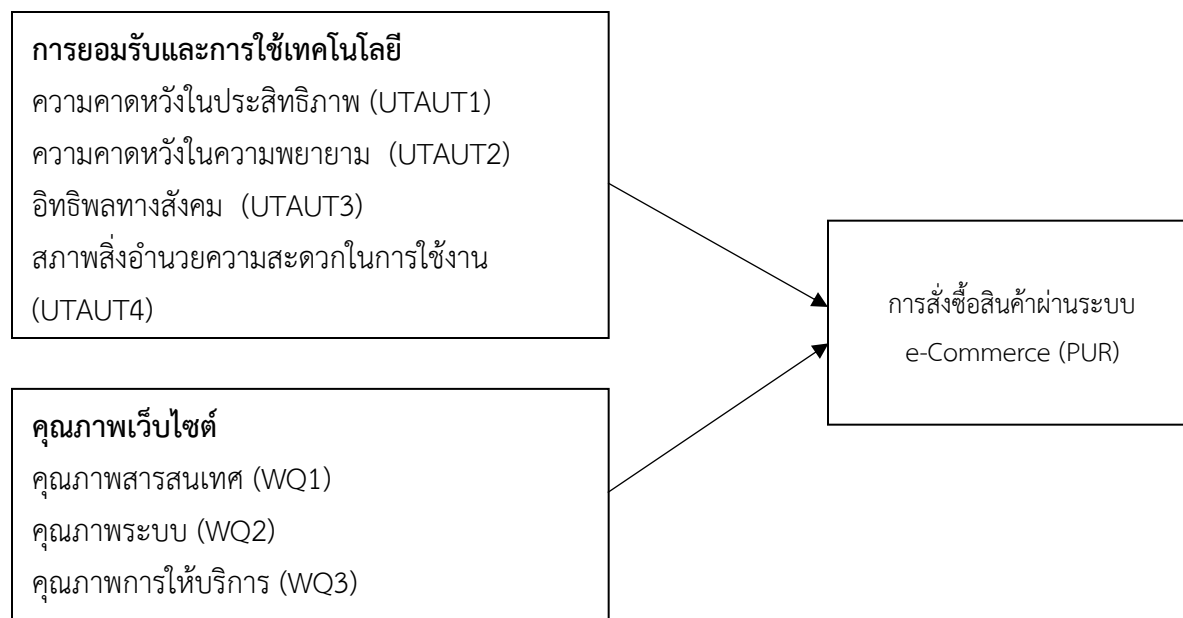 การยอมรับและการใช้เทคโนโลยี
ความคาดหวังในประสิทธิภาพ (UTAUT1)
ความคาดหวังในความพยายาม (UTAUT2)
อิทธิพลทางสังคม (UTAUT3)
สภาพสิ่งอำนวยความสะดวกในการใช้งาน
(UTAUT4)
คุณภาพเว็บไซต์
คุณภาพสารสนเทศ (WQ1)
คุณภาพระบบ (WQ2)
คุณภาพการให้บริการ (WQ3)
การสั่งซื้อสินค้าผ่านระบบ
e-Commerce (PUR)